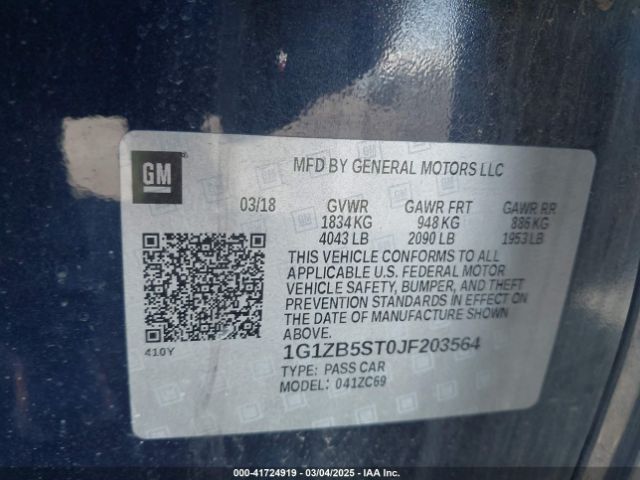 GM
MFD BY GENERAL MOTORS LLC
03/18 GVWR GAWR FRT GAWR RR
1834 KG 948 KG 886 KG
4043 LB 2090 LB 1953 LB
THIS VEHICLE CONFORMS TO ALL
APPLICABLE U.S. FEDERAL MOTOR
VEHICLE SAFETY, BUMPER, AND THEFT
PREVENTION STANDARDS IN EFFECT ON
THE DATE OF MANUFACTURE SHOWN
ABOVE.
410Y
1G1ZB5ST0JF203564
TYPE: PASS CAR
MODEL: 041ZC69
000-41724919 - 03/04/2025 - IAA Inc.